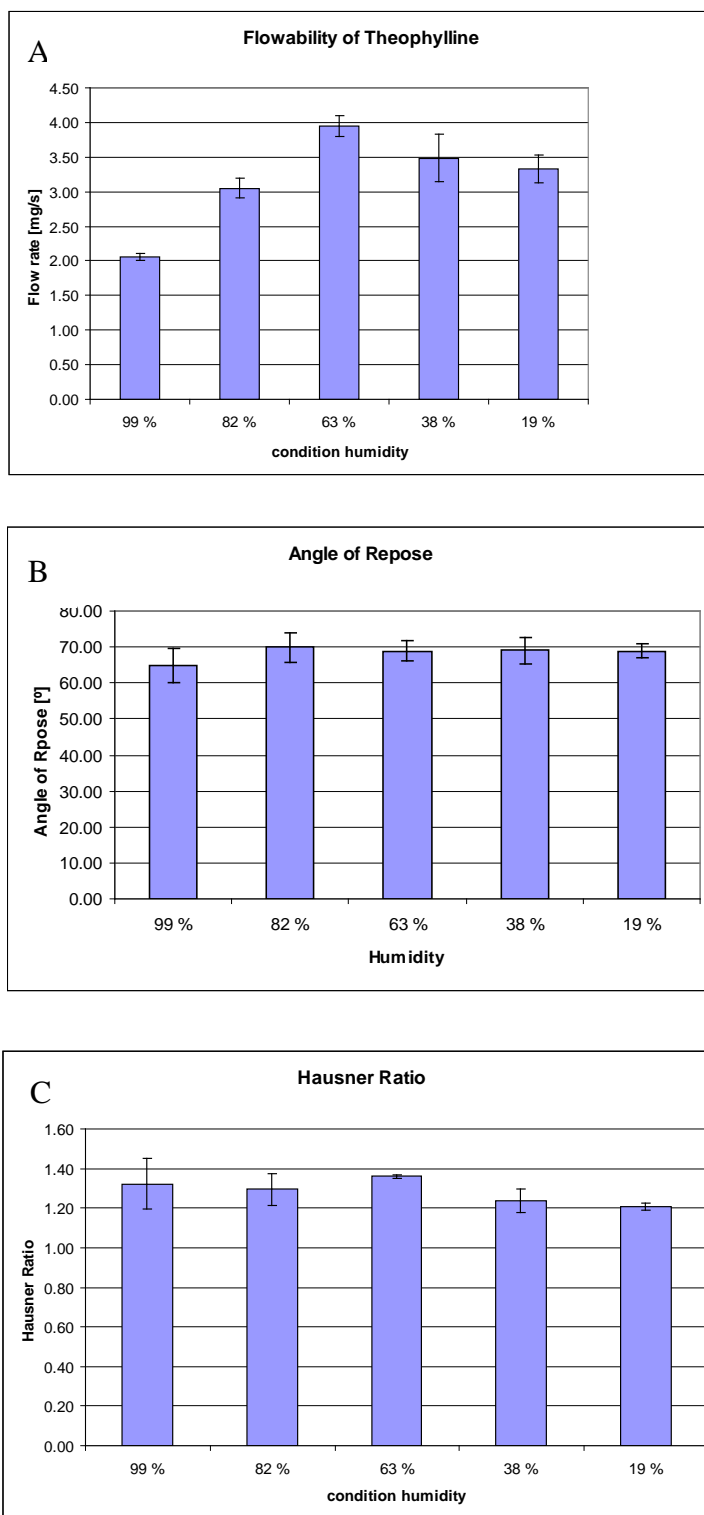 A
Flowability of Theophylline
Flow rate [mg/s]
4.50
4.00
3.50
3.00
2.50
2.00
1.50
1.00
0.50
0.00
99 % 82 % 63 % 38 % 19 %
condition humidity
B
Angle of Repose
Angle of Rpose [º]
80.00
70.00
60.00
50.00
40.00
30.00
20.00
10.00
0.00
99 % 82 % 63 % 38 % 19 %
Humidity
C
Hausner Ratio
Hausner Ratio
1.60
1.40
1.20
1.00
0.80
0.60
0.40
0.20
0.00
99 % 82 % 63 % 38 % 19 %
condition humidity